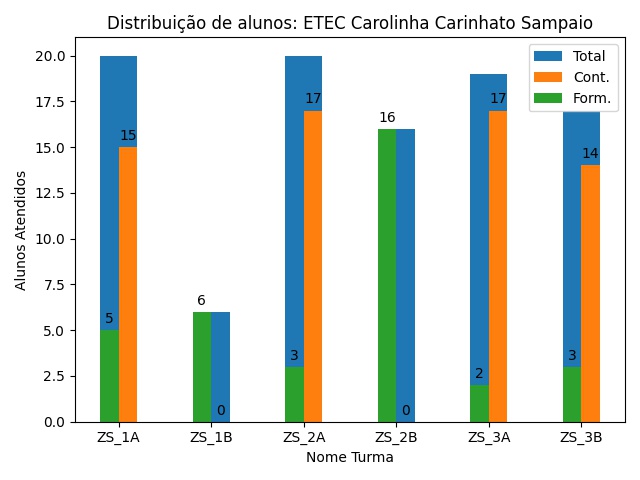 Distribuição de alunos: ETEC Carolinha Carinhato Sampaio
Total
Cont.
Form.
Alunos Atendidos
20.0
17.5
15.0
12.5
10.0
7.5
5.0
2.5
0.0
5
15
6
0
3
17
16
0
2
17
3
14
ZS_1A
ZS_1B
ZS_2A
ZS_2B
ZS_3A
ZS_3B
Nome Turma